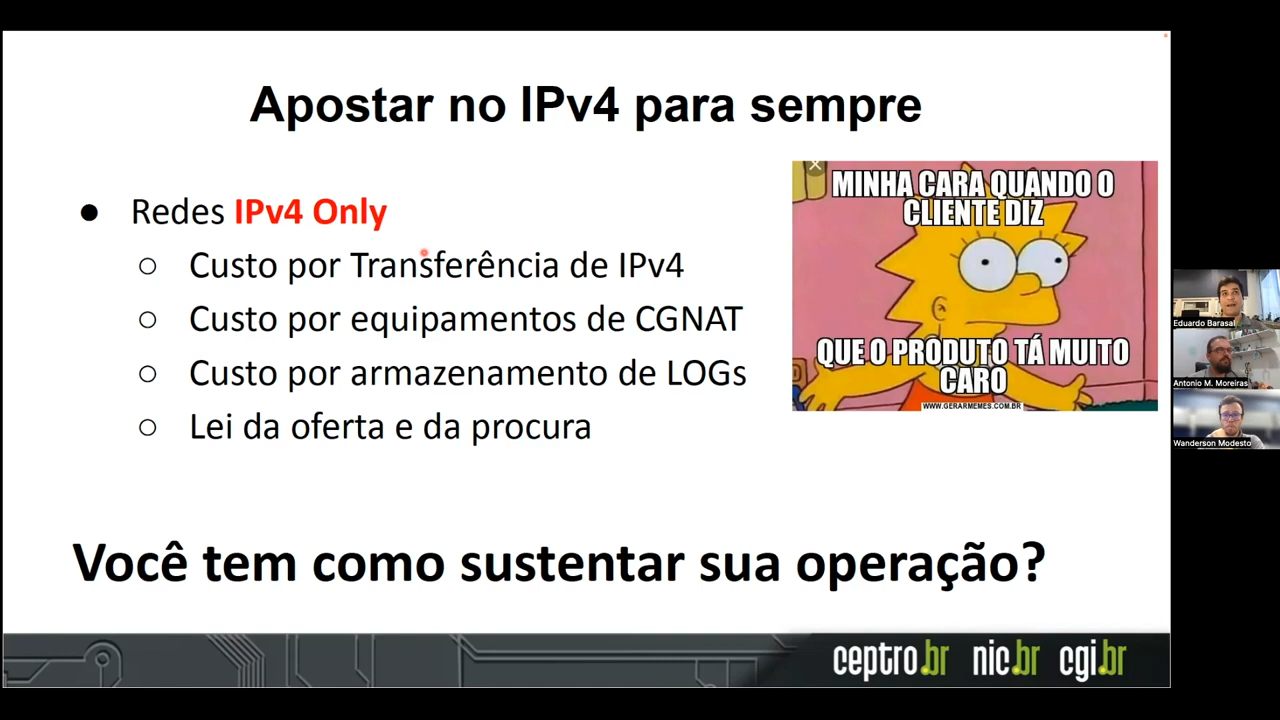 Apostar no IPv4 para sempre
● Redes IPv4 Only
○ Custo por Transferência de IPv4
○ Custo por equipamentos de CGNAT
○ Custo por armazenamento de LOGs
○ Lei da oferta e da procura
MINHA CARA QUANDO O
CLIENTE DIZ
QUE O PRODUTO TÁ MUITO
CARO
WWW.GERARMEMES.COM.BR
Você tem como sustentar sua operação?
ceptro.br nic.br cgi.br
Eduardo Barasal
Antonio M. Moreiras
Wanderson Modesto